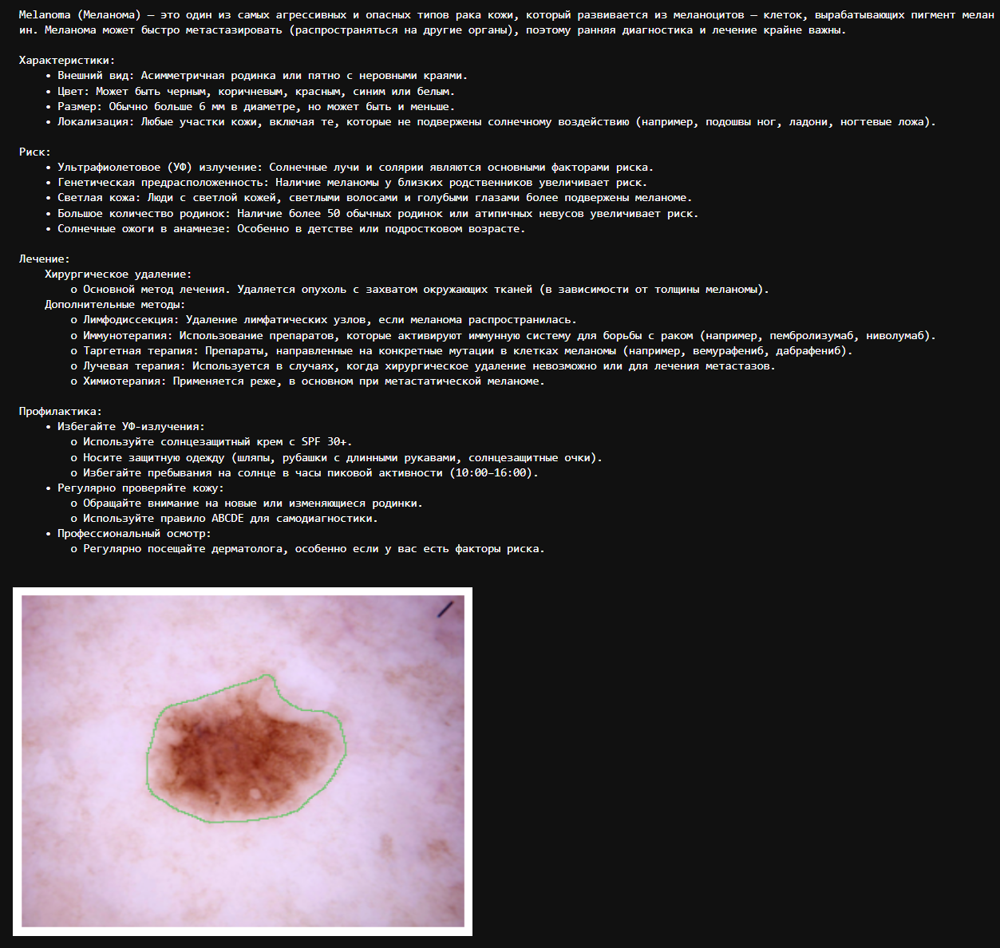 Melanoma (Меланома) — это один из самых агрессивных и опасных типов рака кожи, который развивается из меланоцитов — клеток, вырабатывающих пигмент мелан
ин. Меланома может быстро метастазировать (распространяться на другие органы), поэтому ранняя диагностика и лечение крайне важны.
Характеристики:
• Внешний вид: Асимметричная родинка или пятно с неровными краями.
• Цвет: Может быть черным, коричневым, красным, синим или белым.
• Размер: Обычно больше 6 мм в диаметре, но может быть и меньше.
• Локализация: Любые участки кожи, включая те, которые не подвержены солнечному воздействию (например, подошвы ног, ладони, ногтевые ложа).
Риск:
• Ультрафиолетовое (УФ) излучение: Солнечные лучи и солярии являются основными факторами риска.
• Генетическая предрасположенность: Наличие меланомы у близких родственников увеличивает риск.
• Светлая кожа: Люди с светлой кожей, светлыми волосами и голубыми глазами более подвержены меланоме.
• Большое количество родинок: Наличие более 50 обычных родинок или атипичных невусов увеличивает риск.
• Солнечные ожоги в анамнезе: Особенно в детстве или подростковом возрасте.
Лечение:
Хирургическое удаление:
o Основной метод лечения. Удаляется опухоль с захватом окружающих тканей (в зависимости от толщины меланомы).
Дополнительные методы:
o Лимфодиссекция: Удаление лимфатических узлов, если меланома распространилась.
o Иммунотерапия: Использование препаратов, которые активируют иммунную систему для борьбы с раком (например, пембролизумаб, ниволумаб).
o Таргетная терапия: Препараты, направленные на конкретные мутации в клетках меланомы (например, вемурафениб, дабрафениб).
o Лучевая терапия: Используется в случаях, когда хирургическое удаление невозможно или для лечения метастазов.
o Химиотерапия: Применяется реже, в основном при метастатической меланоме.
Профилактика:
• Избегайте УФ-излучения:
o Используйте солнцезащитный крем с SPF 30+.
o Носите защитную одежду (шляпы, рубашки с длинными рукавами, солнцезащитные очки).
o Избегайте пребывания на солнце в часы пиковой активности (10:00–16:00).
• Регулярно проверяйте кожу:
o Обращайте внимание на новые или изменяющиеся родинки.
o Используйте правило ABCDE для самодиагностики.
• Профессиональный осмотр:
o Регулярно посещайте дерматолога, особенно если у вас есть факторы риска.